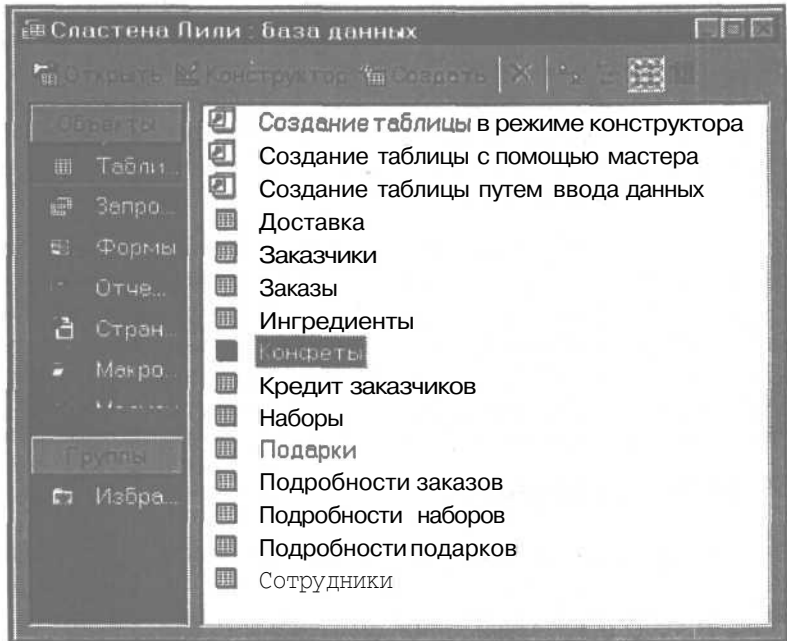 Сластена Лили : база данных
Открыть Конструктор Создать
Объекты
Табли...
Запро...
Формы
Отче...
Стран...
Макро...
Группы
Избра...
Создание таблицы в режиме конструктора
Создание таблицы с помощью мастера
Создание таблицы путем ввода данных
Доставка
Заказчики
Заказы
Ингредиенты
Конфеты
Кредит заказчиков
Наборы
Подарки
Подробности заказов
Подробности наборов
Подробности подарков
Сотрудники